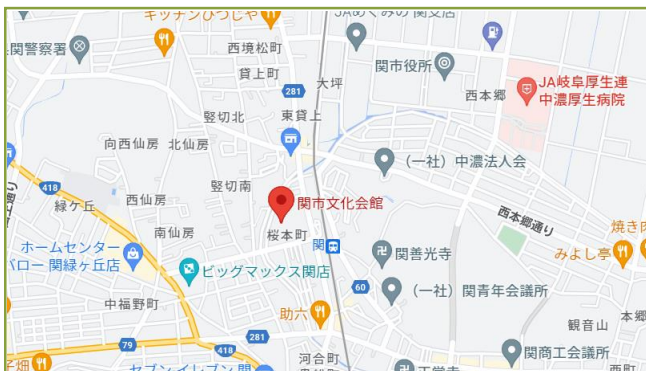 キッチンひつじや
JAめぐみの 関支店
関警察署
西境松町
貸上町
大坪
関市役所
281
西本郷
JA岐阜厚生連
中濃厚生病院
竪切北
東貸上
向西仙房
北仙房
(一社)中濃法人会
418
緑ケ丘
西仙房
竪切南
関市文化会館
西本郷通り
418
南仙房
桜本町
関
焼き肉
みよし亭
ホームセンター
バロー 関緑ヶ丘店
関善光寺
ビッグマックス関店
60
(一社)関青年会議所
中福野町
助六
本郷
観音山
79
281
関商工会議所
河合町
子畑
セブン-イレブン 関